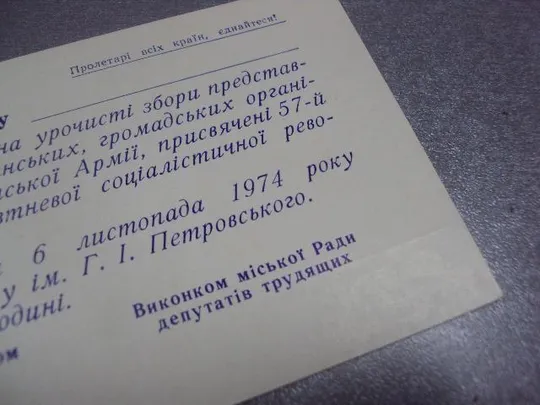 Пролетарі всіх країн, єднайтеся!
у
на урочисті збори представ-
нських, громадських органі-
ської Армії, присвячені 57-й
втневої соціалістичної рево-
6 листопада 1974 року
у ім. Г. І. Петровського.
одині.
Виконком міської Ради
депутатів трудящих
ом